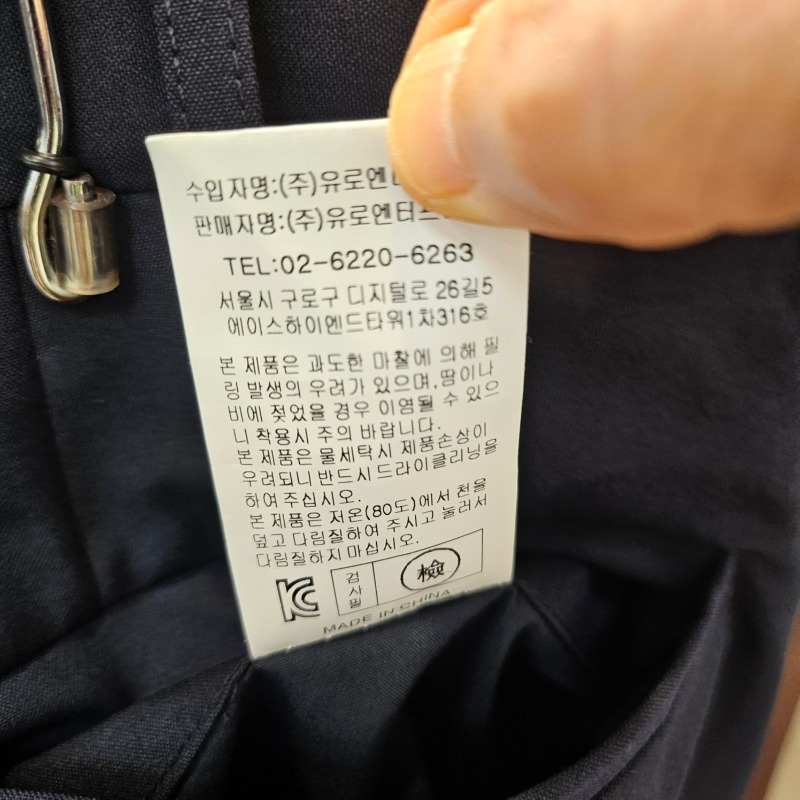 수입자명:(주)유로엔
판매자명:(주)유로엔터프
TEL:02-6220-6263
서울시 구로구 디지털로 26길5
에이스하이엔드타워1차316호
본 제품은 과도한 마찰에 의해 필
링 발생의 우려가 있으며,땀이나
비에 젖었을 경우 이염될 수 있으
니 착용시 주의 바랍니다.
본 제품은 물세탁시 제품손상이
우려되니 반드시드라이클리닝을
하여 주십시오.
본 제품은 저온(80도)에서 천을
덮고 다림질하여 주시고 눌러서
다림질하지 마십시오.
KC 검사필 檢
MADE IN CHINA